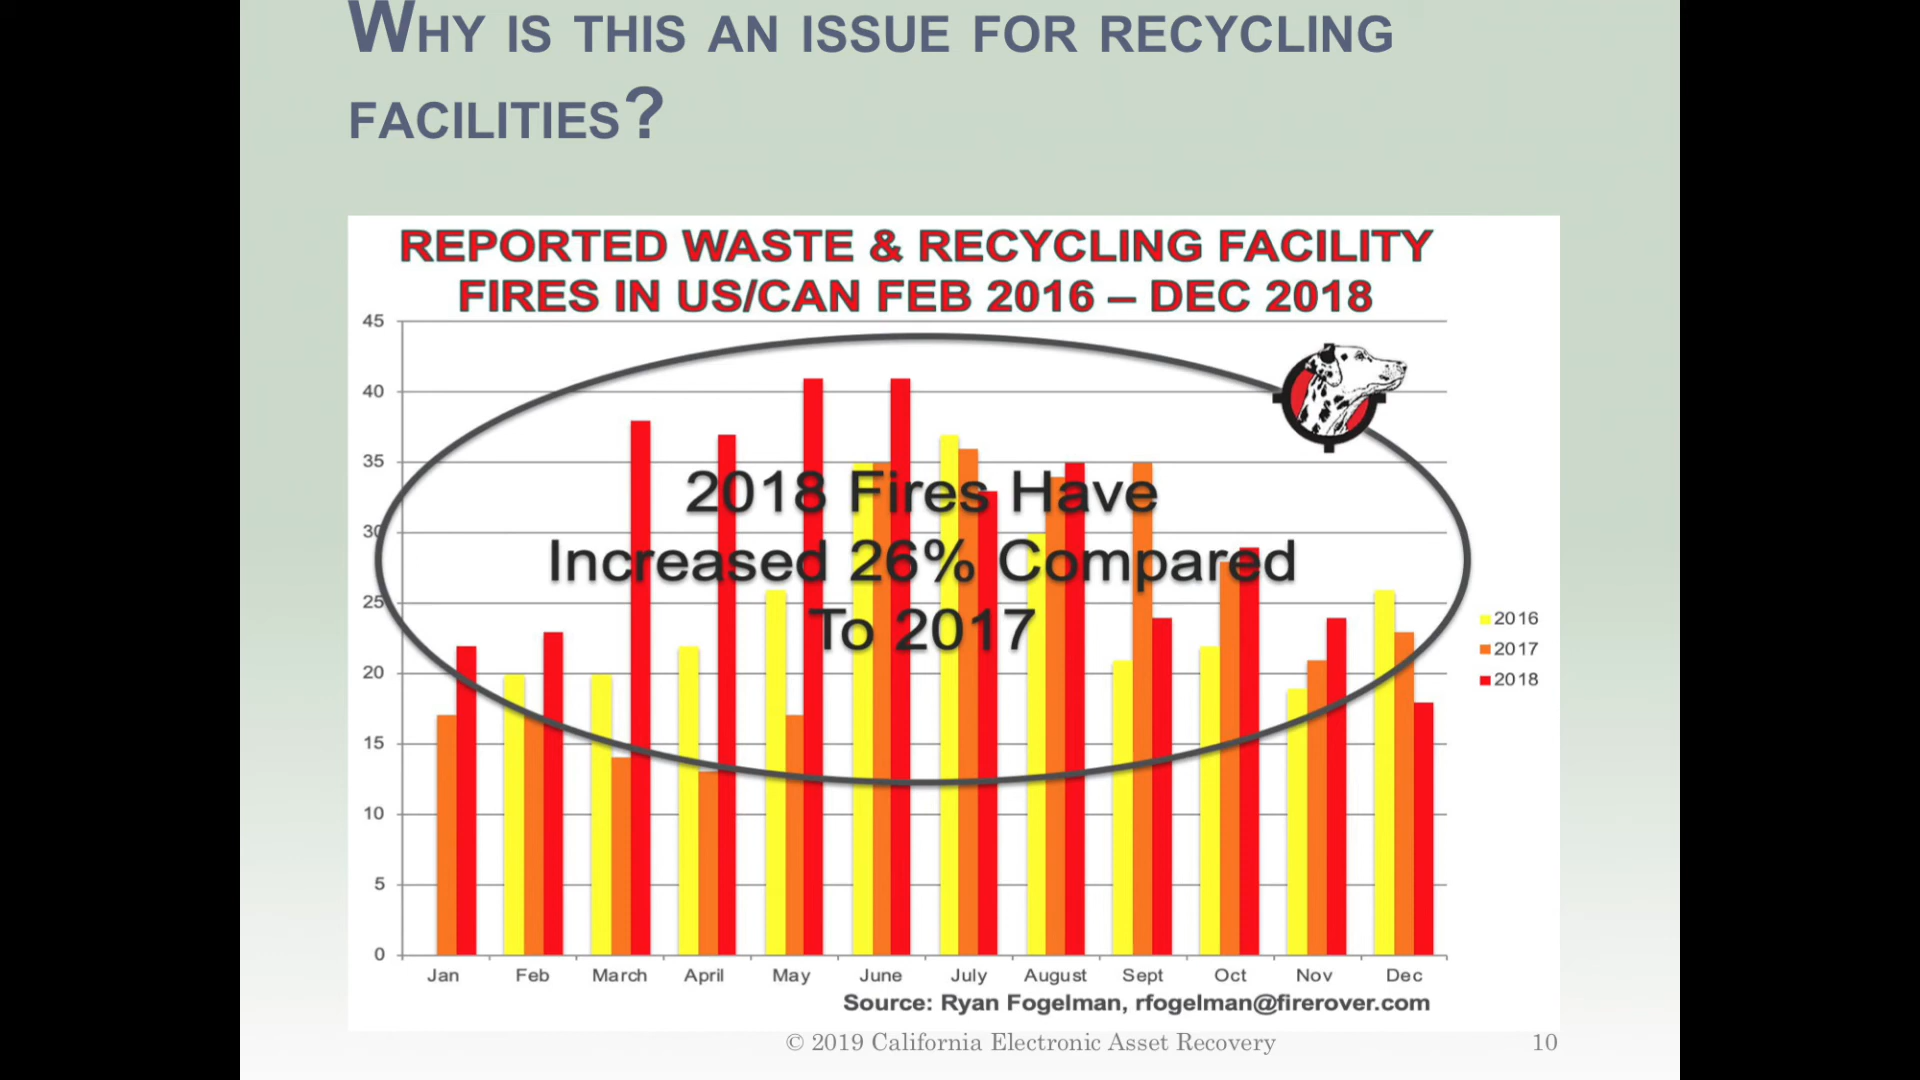 WHY IS THIS AN ISSUE FOR RECYCLING
FACILITIES?
REPORTED WASTE & RECYCLING FACILITY
FIRES IN US/CAN FEB 2016 – DEC 2018
45
40
35
30
25
20
15
10
5
0
2018 Fires Have
Increased 26% Compared
To 2017
2016
2017
2018
Jan Feb March April May June July August Sept Oct Nov Dec
Source: Ryan Fogelman, rfogelman@firerover.com
© 2019 California Electronic Asset Recovery 10